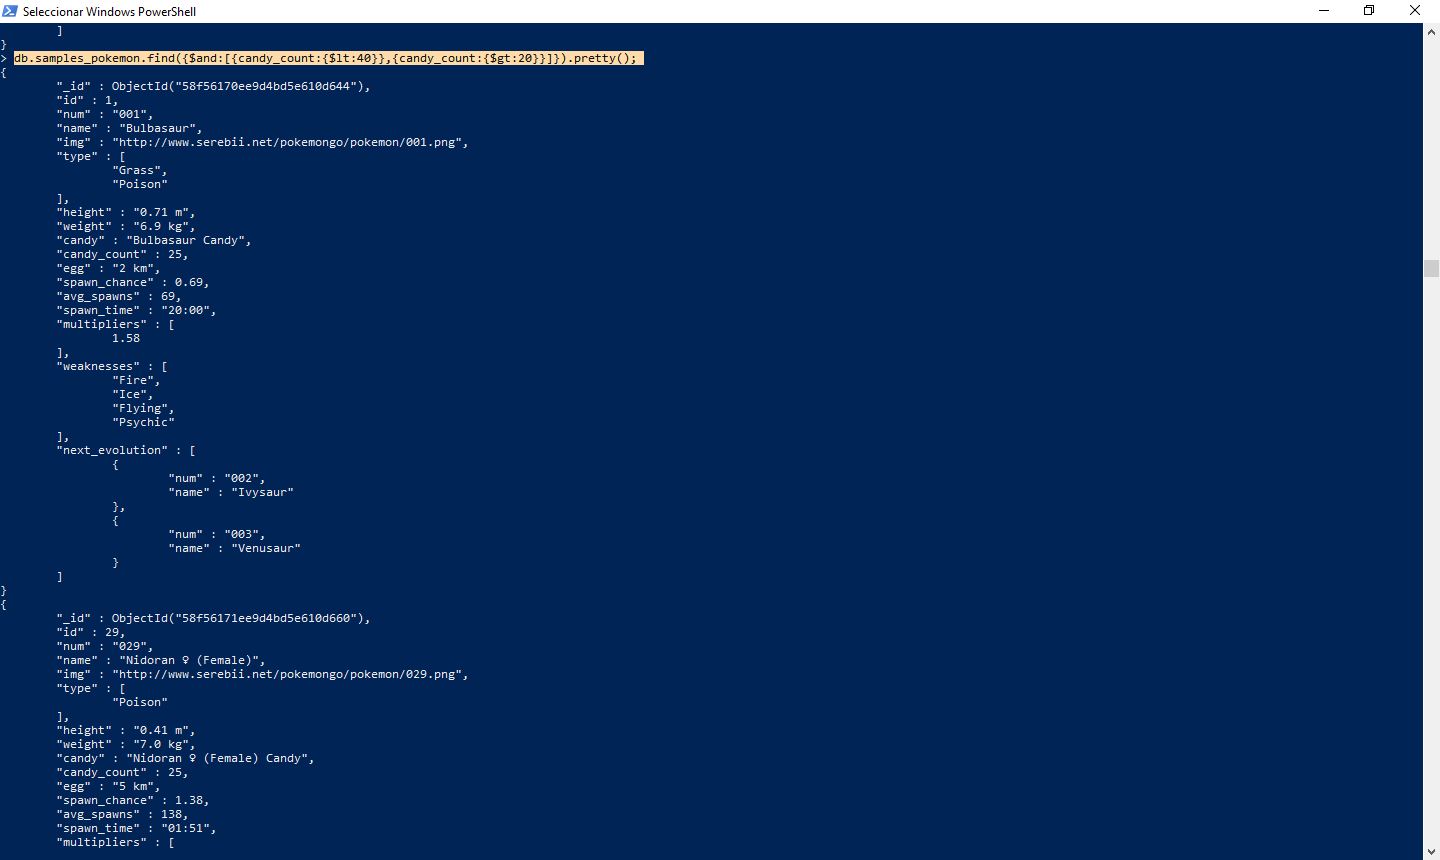 Seleccionar Windows PowerShell
        ]
}
> db.samples_pokemon.find({$and:[{candy_count:{$lt:40}},{candy_count:{$gt:20}}]}).pretty();
{
        "_id" : ObjectId("58f56170ee9d4bd5e610d644"),
        "id" : 1,
        "num" : "001",
        "name" : "Bulbasaur",
        "img" : "http://www.serebii.net/pokemongo/pokemon/001.png",
        "type" : [
                "Grass",
                "Poison"
        ],
        "height" : "0.71 m",
        "weight" : "6.9 kg",
        "candy" : "Bulbasaur Candy",
        "candy_count" : 25,
        "egg" : "2 km",
        "spawn_chance" : 0.69,
        "avg_spawns" : 69,
        "spawn_time" : "20:00",
        "multipliers" : [
                1.58
        ],
        "weaknesses" : [
                "Fire",
                "Ice",
                "Flying",
                "Psychic"
        ],
        "next_evolution" : [
                {
                        "num" : "002",
                        "name" : "Ivysaur"
                },
                {
                        "num" : "003",
                        "name" : "Venusaur"
                }
        ]
}
{
        "_id" : ObjectId("58f56171ee9d4bd5e610d660"),
        "id" : 29,
        "num" : "029",
        "name" : "Nidoran ♀ (Female)",
        "img" : "http://www.serebii.net/pokemongo/pokemon/029.png",
        "type" : [
                "Poison"
        ],
        "height" : "0.41 m",
        "weight" : "7.0 kg",
        "candy" : "Nidoran ♀ (Female) Candy",
        "candy_count" : 25,
        "egg" : "5 km",
        "spawn_chance" : 1.38,
        "avg_spawns" : 138,
        "spawn_time" : "01:51",
        "multipliers" : [